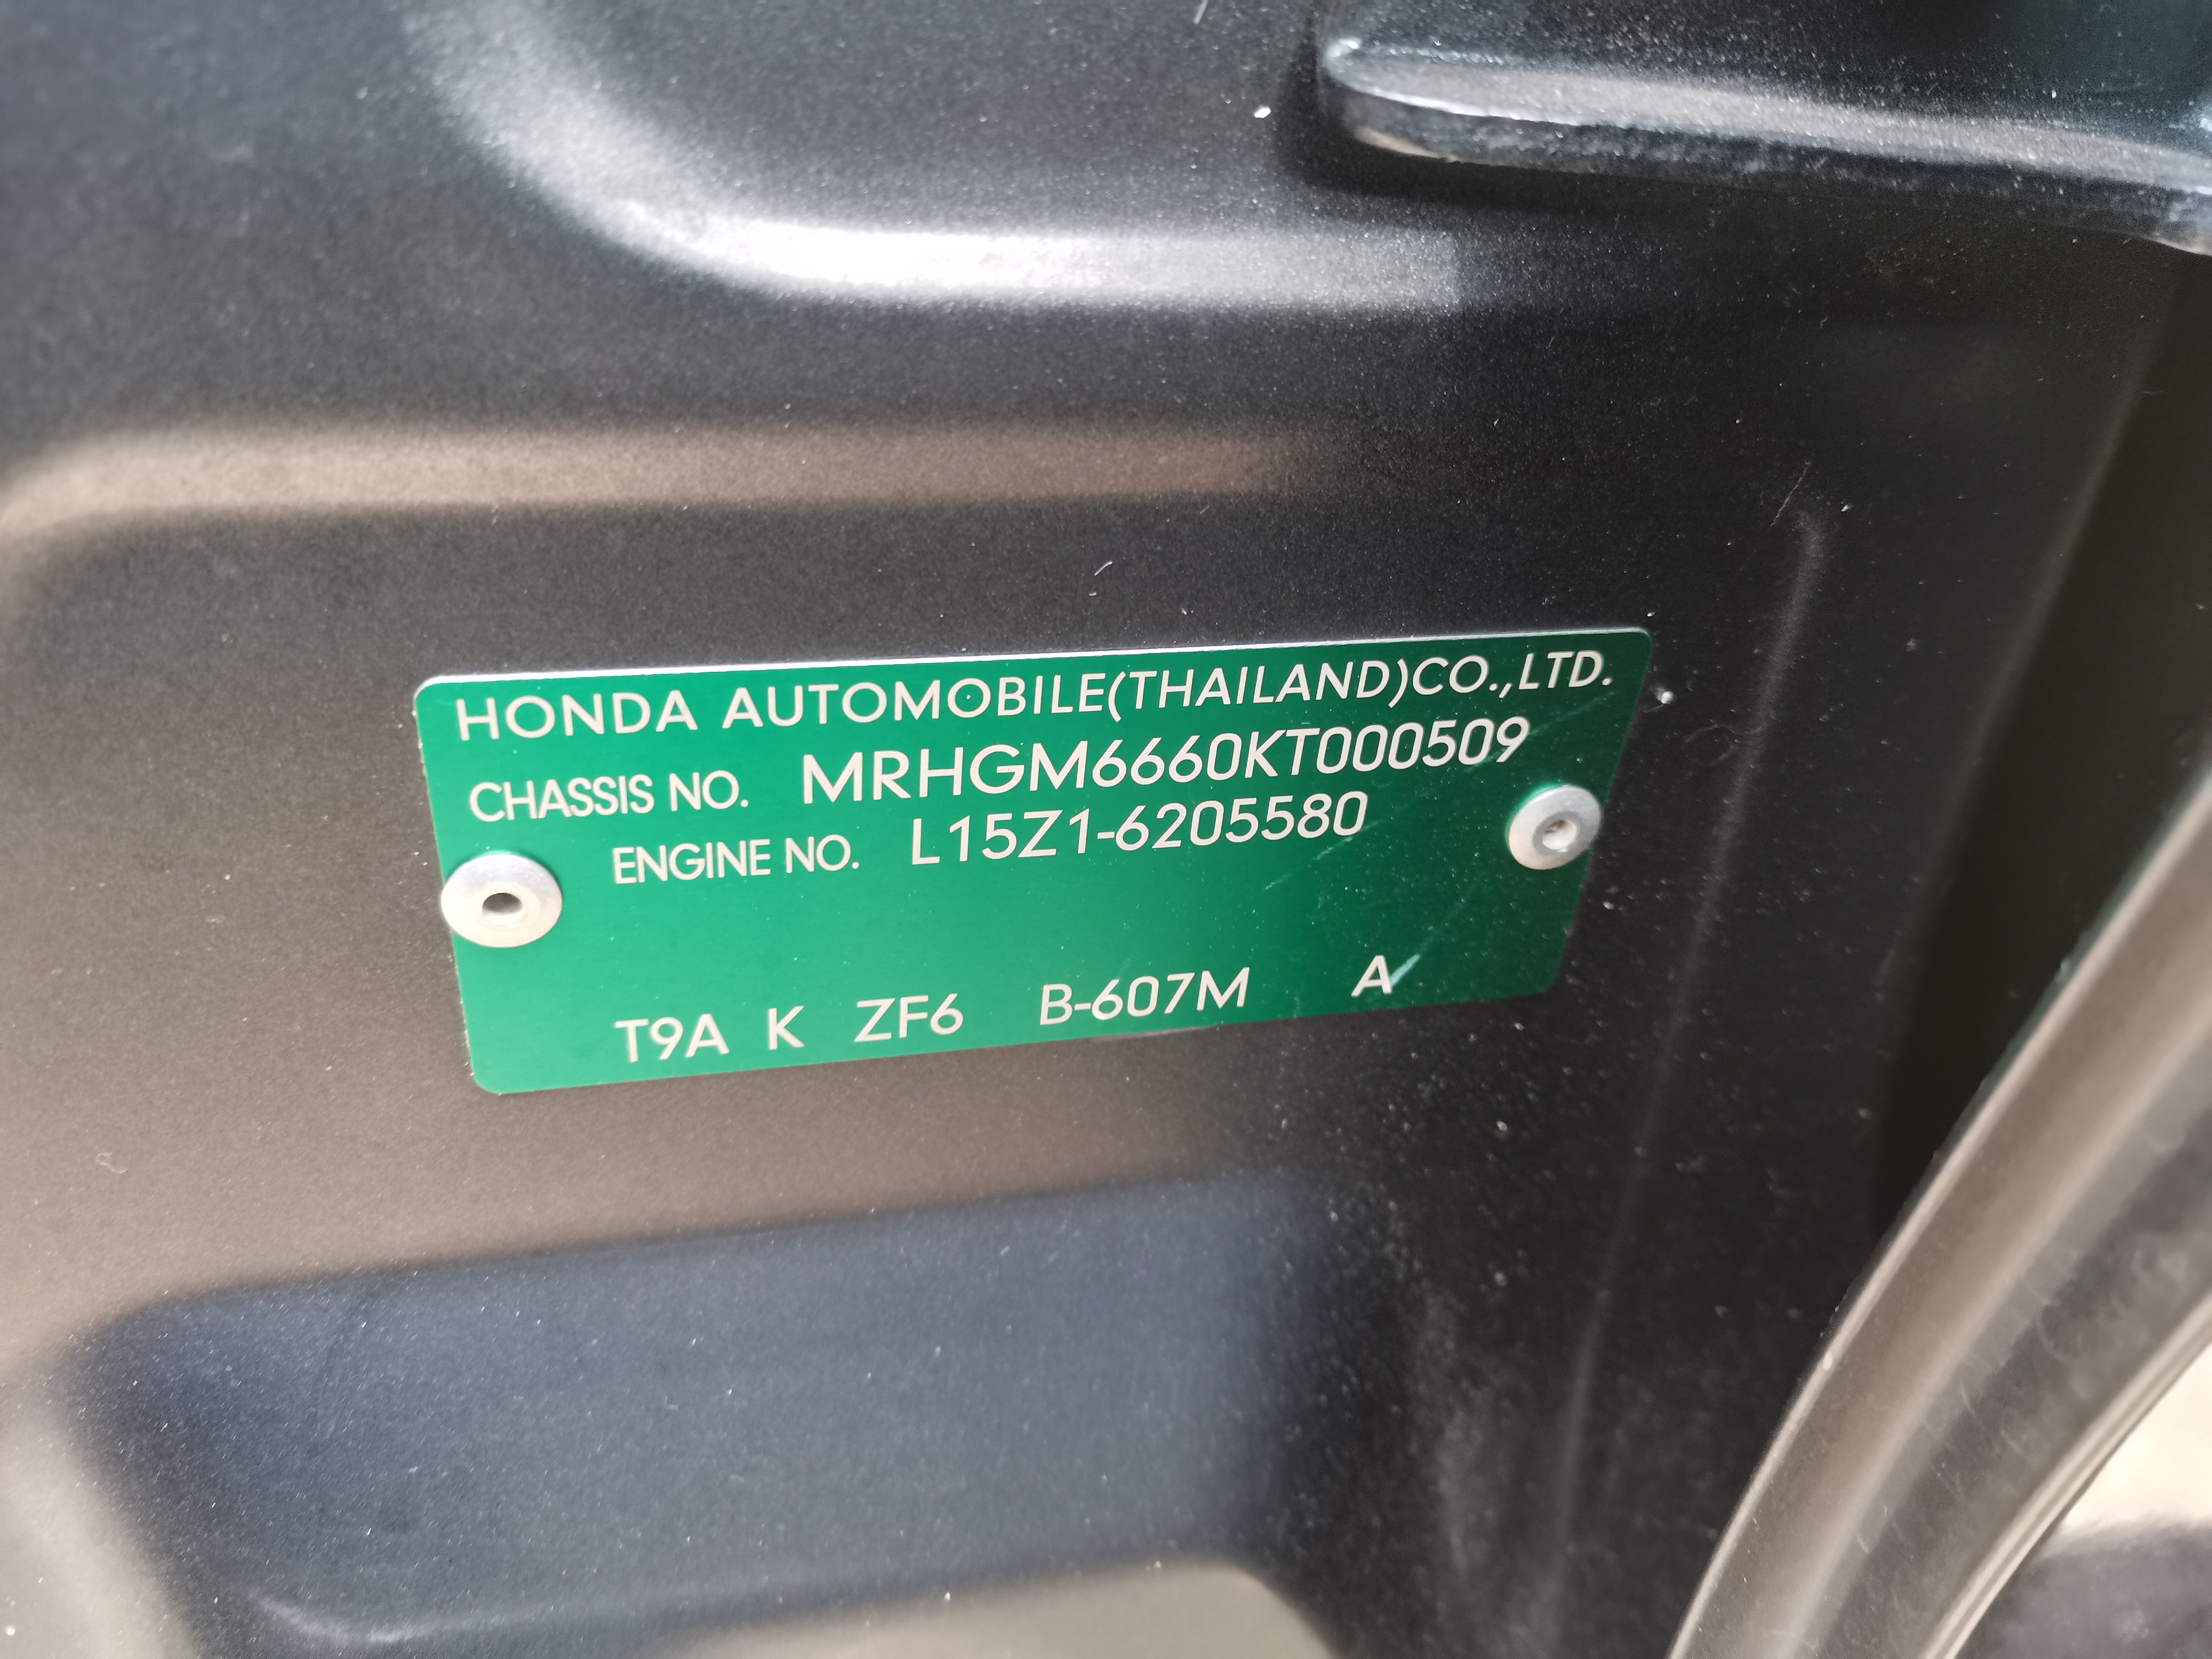 HONDA AUTOMOBILE(THAILAND)CO.,LTD.
CHASSIS NO. MRHGM6660KT000509
ENGINE NO. L15Z1-6205580
T9A K ZF6 B-607M A